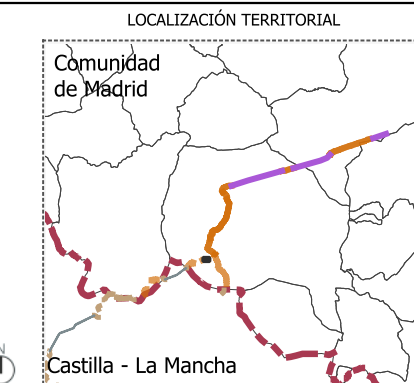 LOCALIZACIÓN TERRITORIAL
Comunidad
de Madrid
N
Castilla - La Mancha